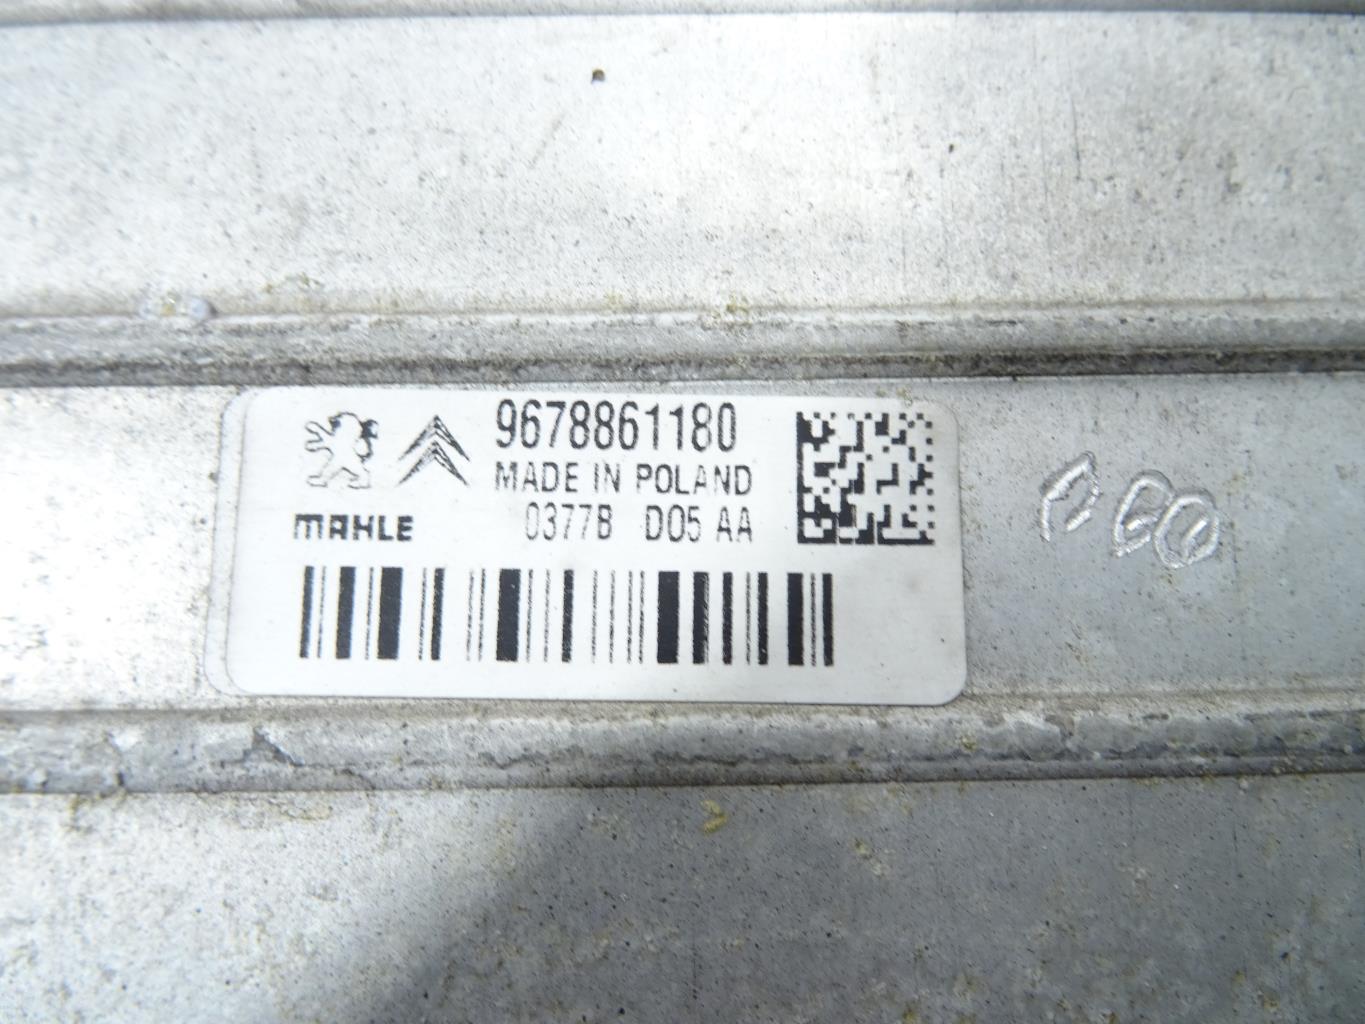 9678861180
MADE IN POLAND
MAHLE
0377B D05 AA